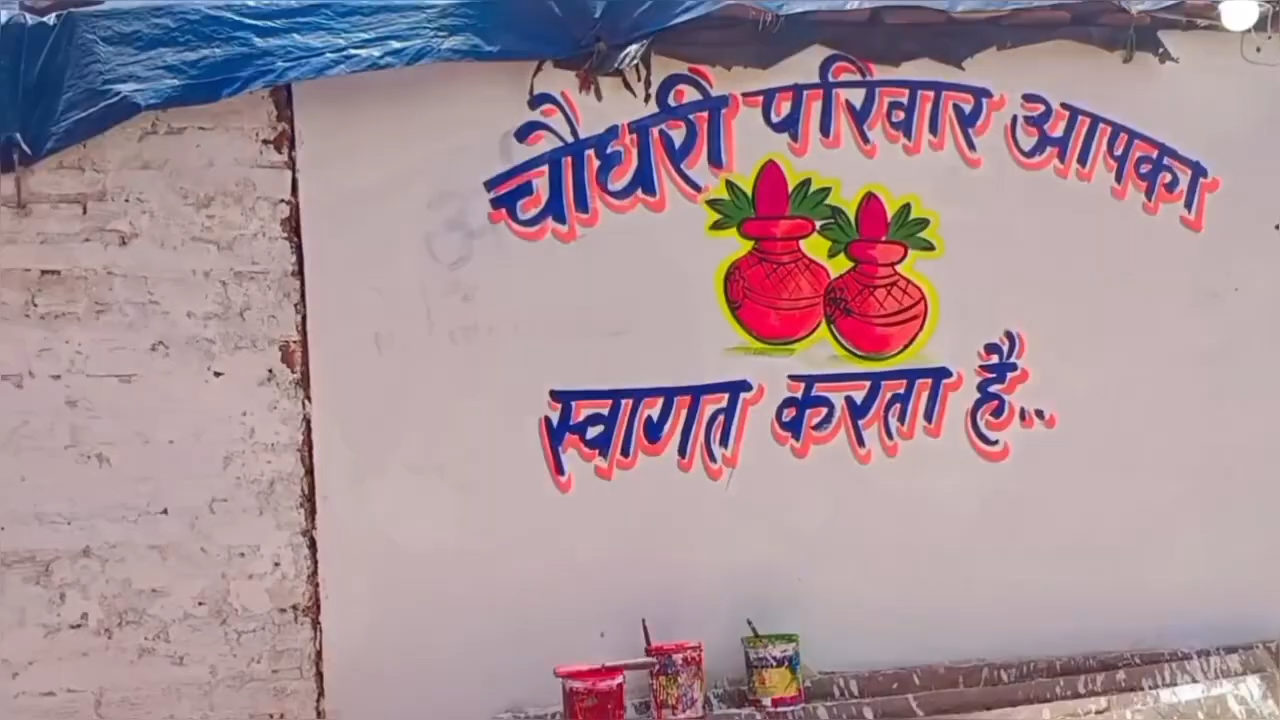 चौधरी परिवार आपका
स्वागत करता है..